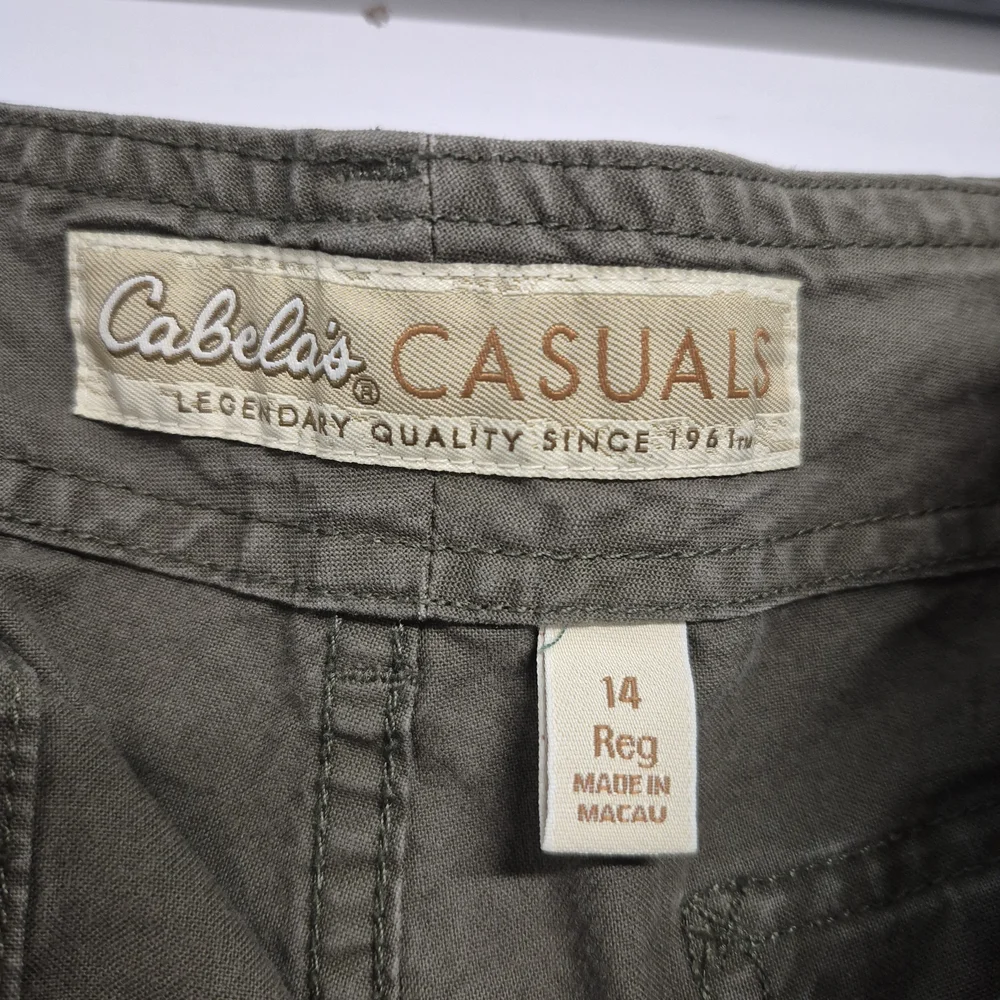 Cabela's® CASUALS
LEGENDARY QUALITY SINCE 1961™
14
Reg
MADE IN
MACAU